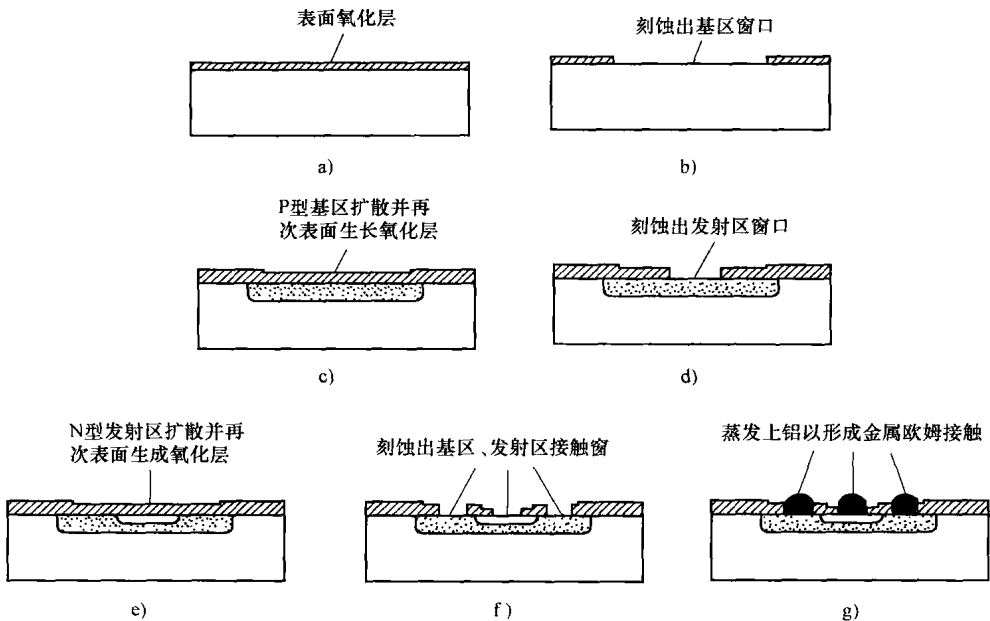 表面氧化层
刻蚀出基区窗口
a)
b)
P型基区扩散并再
次表面生长氧化层
刻蚀出发射区窗口
c)
d)
N型发射区扩散并再
次表面生成氧化层
刻蚀出基区、发射区接触窗
蒸发上铝以形成金属欧姆接触
e)
f)
g)